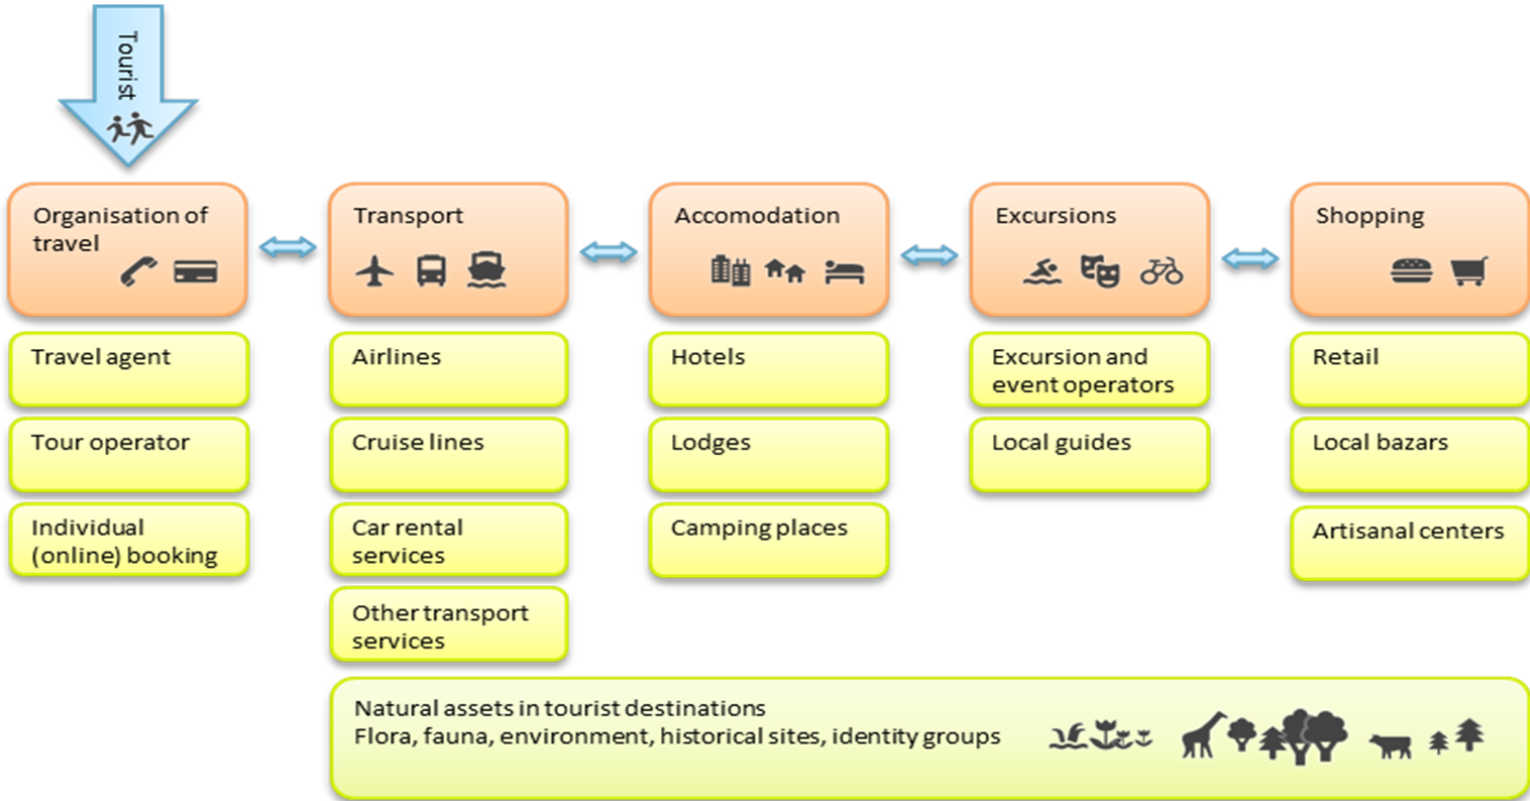 Tourist
Organisation of
travel
Transport
Accomodation
Excursions
Shopping
Travel agent
Tour operator
Individual
(online) booking
Airlines
Cruise lines
Car rental
services
Other transport
services
Hotels
Lodges
Camping places
Excursion and
event operators
Local guides
Retail
Local bazars
Artisanal centers
Natural assets in tourist destinations
Flora, fauna, environment, historical sites, identity groups